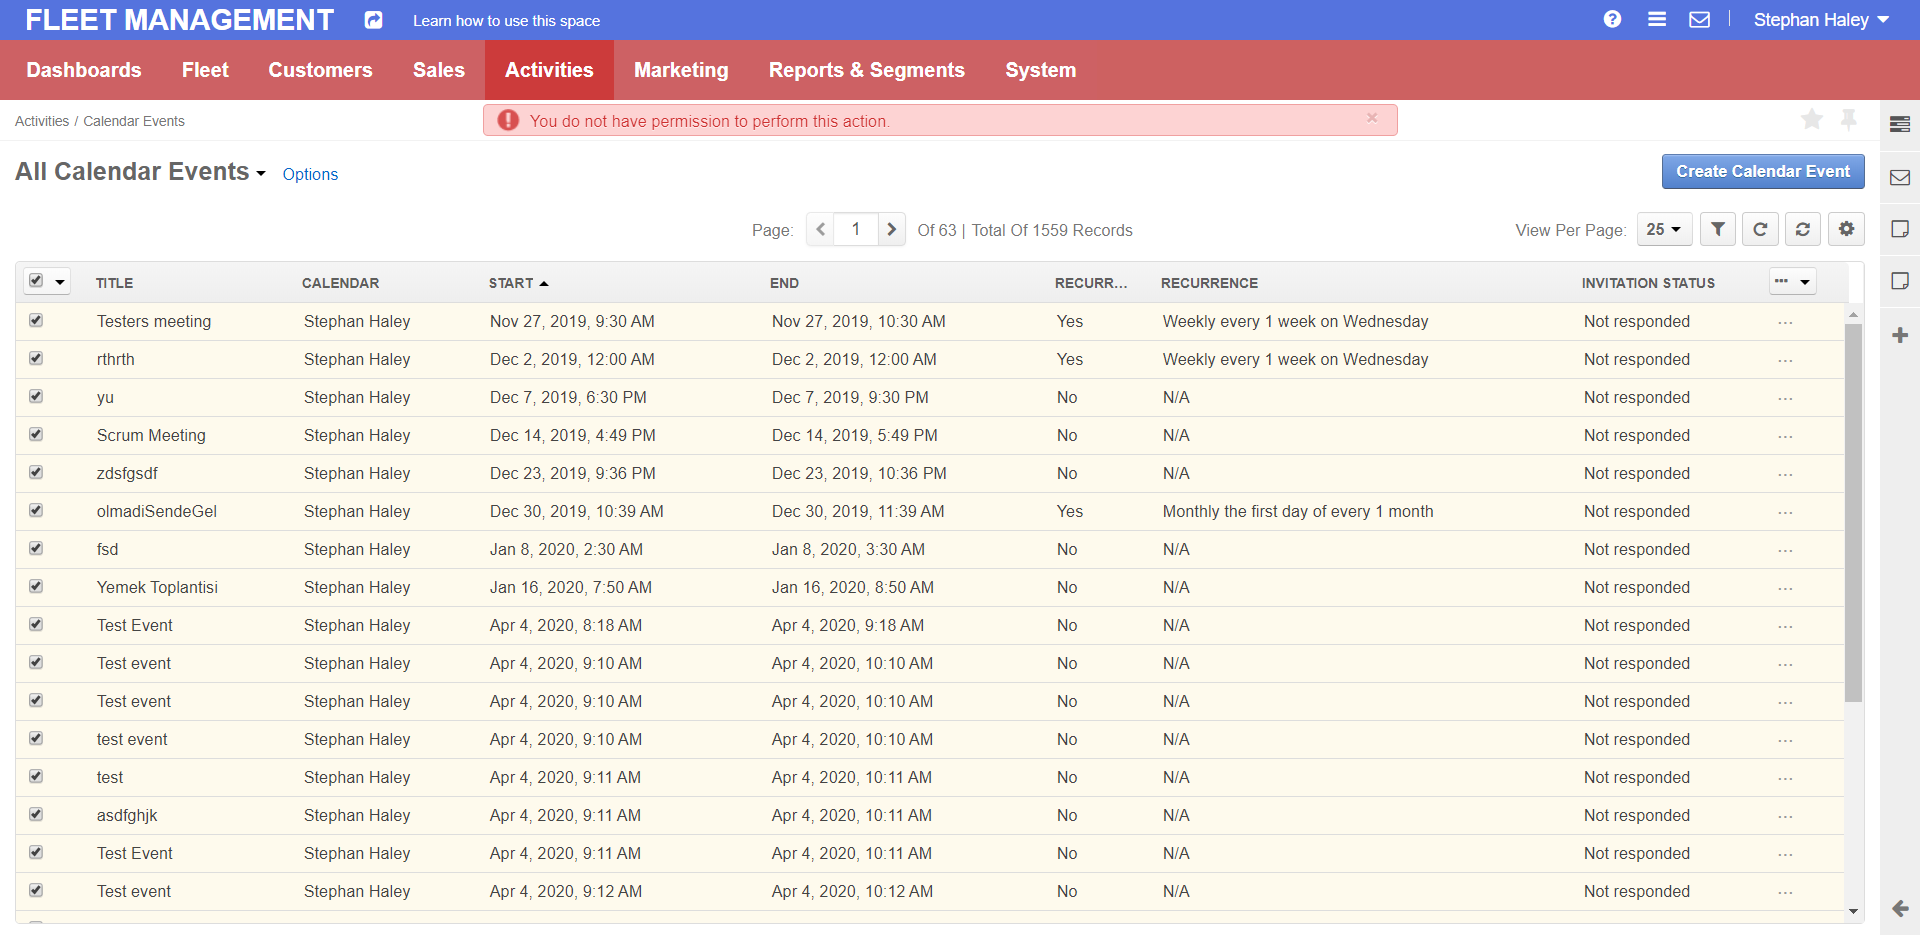 FLEET MANAGEMENT Learn how to use this space Stephan Haley
Dashboards Fleet Customers Sales Activities Marketing Reports & Segments System
Activities / Calendar Events
You do not have permission to perform this action.
All Calendar Events Options Create Calendar Event
Page: 1 Of 63 | Total Of 1559 Records View Per Page: 25
TITLE CALENDAR START END RECURR... RECURRENCE INVITATION STATUS
Testers meeting Stephan Haley Nov 27, 2019, 9:30 AM Nov 27, 2019, 10:30 AM Yes Weekly every 1 week on Wednesday Not responded ...
rthrth Stephan Haley Dec 2, 2019, 12:00 AM Dec 2, 2019, 12:00 AM Yes Weekly every 1 week on Wednesday Not responded ...
yu Stephan Haley Dec 7, 2019, 6:30 PM Dec 7, 2019, 9:30 PM No N/A Not responded ...
Scrum Meeting Stephan Haley Dec 14, 2019, 4:49 PM Dec 14, 2019, 5:49 PM No N/A Not responded ...
zdsfgsdf Stephan Haley Dec 23, 2019, 9:36 PM Dec 23, 2019, 10:36 PM No N/A Not responded ...
olmadiSendeGel Stephan Haley Dec 30, 2019, 10:39 AM Dec 30, 2019, 11:39 AM Yes Monthly the first day of every 1 month Not responded ...
fsd Stephan Haley Jan 8, 2020, 2:30 AM Jan 8, 2020, 3:30 AM No N/A Not responded ...
Yemek Toplantisi Stephan Haley Jan 16, 2020, 7:50 AM Jan 16, 2020, 8:50 AM No N/A Not responded ...
Test Event Stephan Haley Apr 4, 2020, 8:18 AM Apr 4, 2020, 9:18 AM No N/A Not responded ...
Test event Stephan Haley Apr 4, 2020, 9:10 AM Apr 4, 2020, 10:10 AM No N/A Not responded ...
Test event Stephan Haley Apr 4, 2020, 9:10 AM Apr 4, 2020, 10:10 AM No N/A Not responded ...
test event Stephan Haley Apr 4, 2020, 9:10 AM Apr 4, 2020, 10:10 AM No N/A Not responded ...
test Stephan Haley Apr 4, 2020, 9:11 AM Apr 4, 2020, 10:11 AM No N/A Not responded ...
asdfghjk Stephan Haley Apr 4, 2020, 9:11 AM Apr 4, 2020, 10:11 AM No N/A Not responded ...
Test Event Stephan Haley Apr 4, 2020, 9:11 AM Apr 4, 2020, 10:11 AM No N/A Not responded ...
Test event Stephan Haley Apr 4, 2020, 9:12 AM Apr 4, 2020, 10:12 AM No N/A Not responded ...